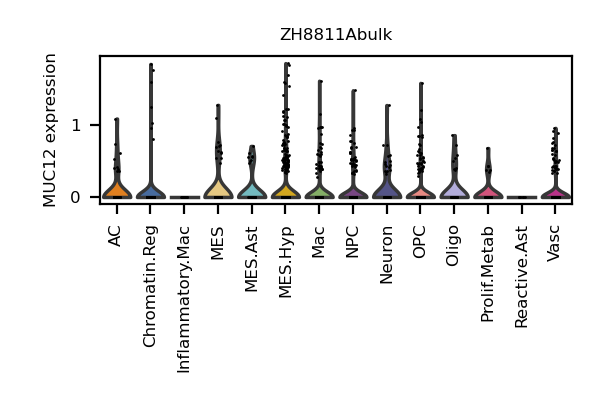 ZH8811Abulk
MUC12 expression
1
0
AC
Chromatin.Reg
Inflammatory.Mac
MES
MES.Ast
MES.Hyp
Mac
NPC
Neuron
OPC
Oligo
Prolif.Metab
Reactive.Ast
Vasc